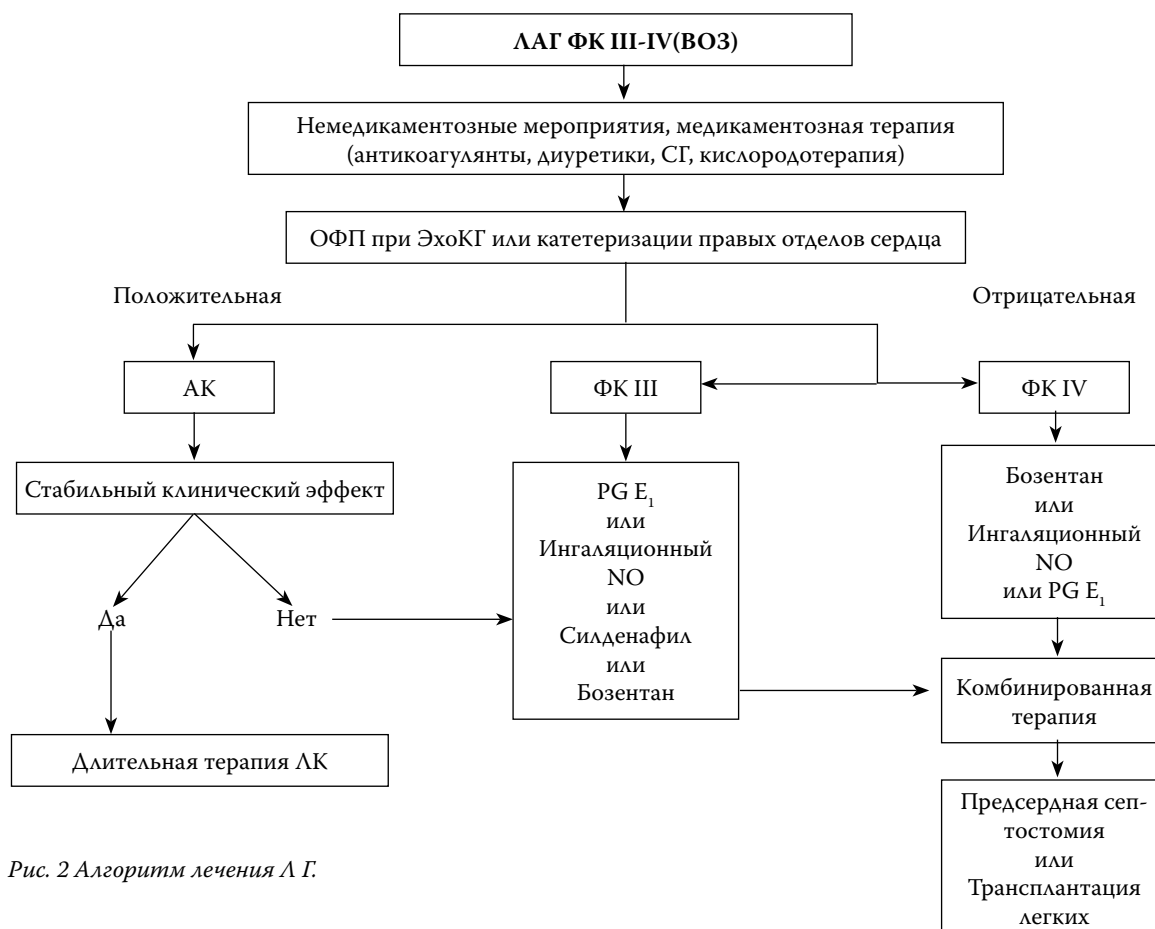 ЛАГ ФК III-IV(ВОЗ)
Немедикаментозные мероприятия, медикаментозная терапия
(антикоагулянты, диуретики, СГ, кислородотерапия)
ОФП при ЭхоКГ или катетеризации правых отделов сердца
Положительная
Отрицательная
АК
ФК III
ФК IV
Стабильный клинический эффект
Да
Нет
Длительная терапия ЛК
PG E₁
или
Ингаляционный
NO
или
Силденафил
или
Бозентан
Бозентан
или
Ингаляционный
NO
или PG E₁
Комбинированная
терапия
Предсердная сеп-
тостомия
или
Трансплантация
легких
Рис. 2 Алгоритм лечения Л Г.